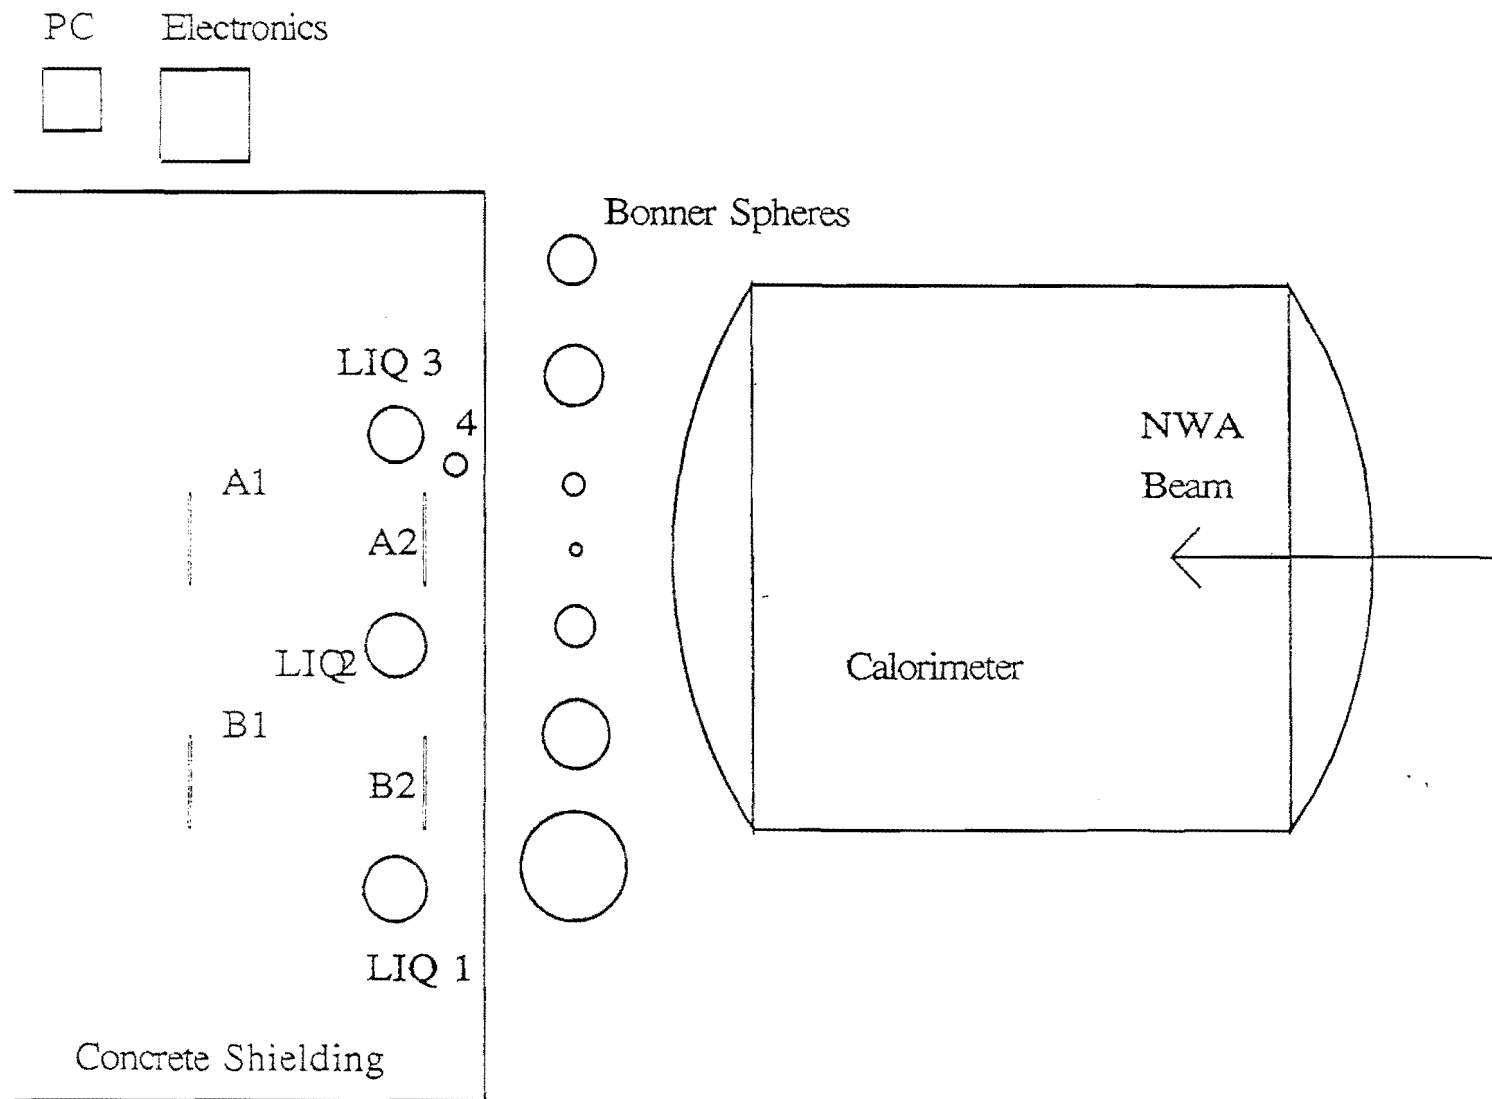 PC
Electronics
Bonner Spheres
LIQ 3
4
A1
A2
NWA
Beam
LIQ2
Calorimeter
B1
B2
LIQ 1
Concrete Shielding